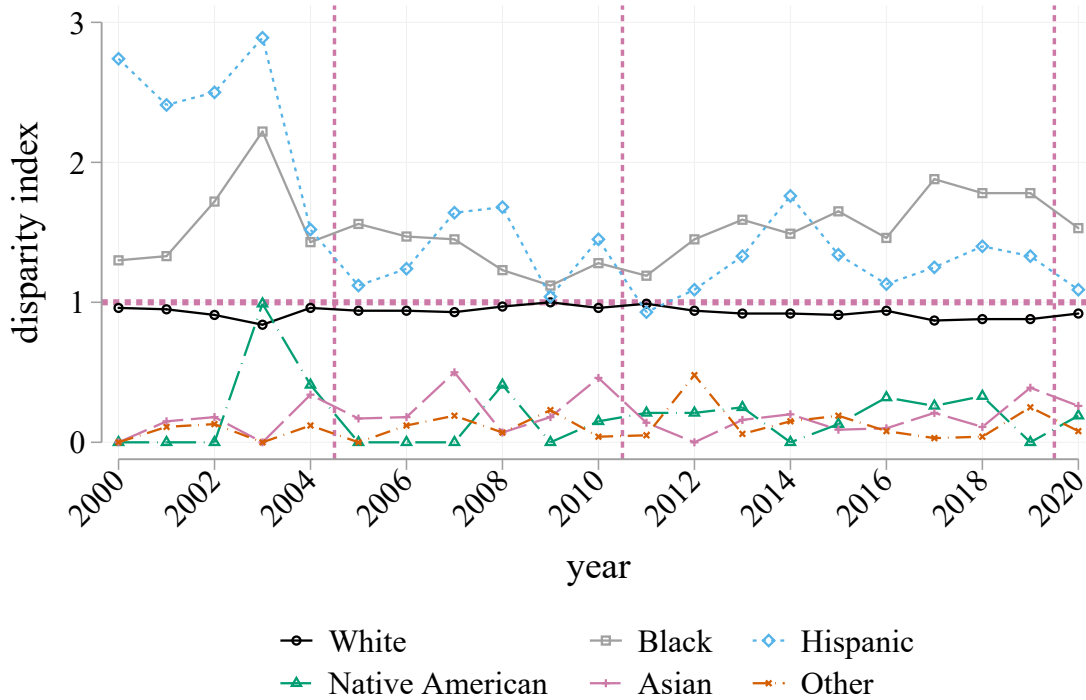 3
2
1
0
disparity index
2000 2002 2004 2006 2008 2010 2012 2014 2016 2018 2020
year
White Black Hispanic
Native American Asian Other